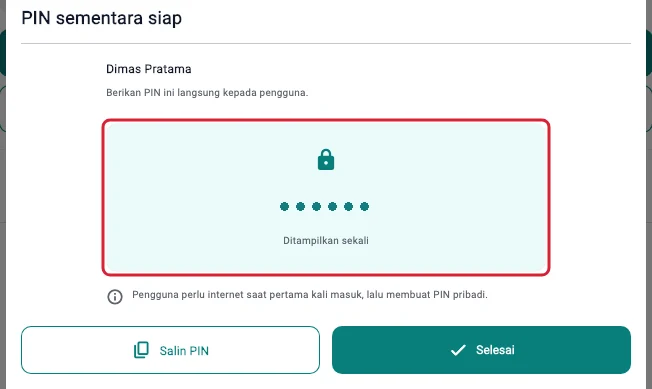 PIN sementara siap
Dimas Pratama
Berikan PIN ini langsung kepada pengguna.
Ditampilkan sekali
Pengguna perlu internet saat pertama kali masuk, lalu membuat PIN pribadi.
Salin PIN
Selesai